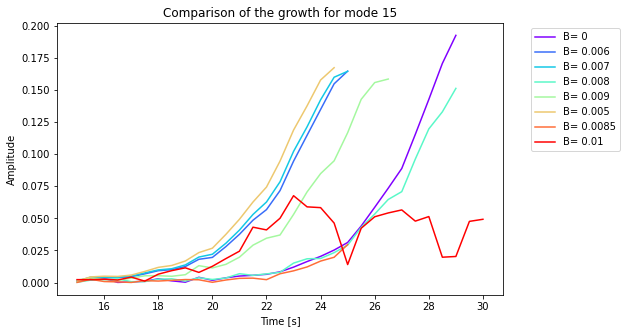 Comparison of the growth for mode 15
0.200
0.175
0.150
0.125
0.100
0.075
0.050
0.025
0.000
Amplitude
16 18 20 22 24 26 28 30
Time [s]
B= 0
B= 0.006
B= 0.007
B= 0.008
B= 0.009
B= 0.005
B= 0.0085
B= 0.01